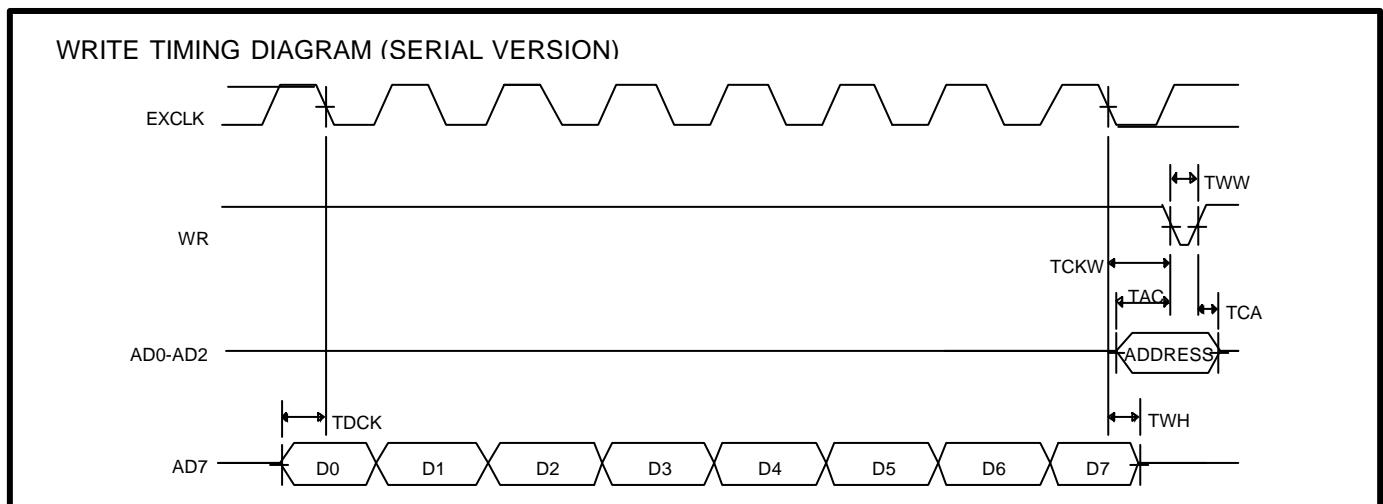 WRITE TIMING DIAGRAM (SERIAL VERSION)
EXCLK
TWW
WR
TCKW
TAC
TCA
AD0-AD2
ADDRESS
TDCK
TWH
AD7
D0 D1 D2 D3 D4 D5 D6 D7